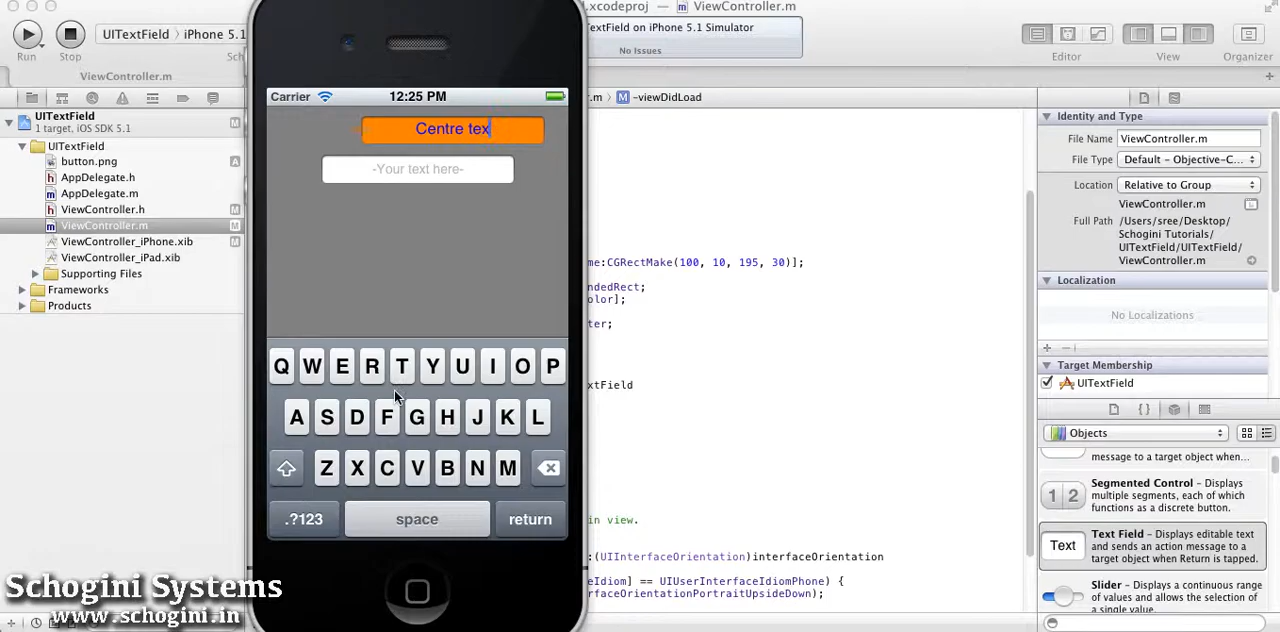 .xcodeproj — ViewController.m
Run
Stop
UITextField
iPhone 5.1
TextField on iPhone 5.1 Simulator
No Issues
Editor
View
Organizer
ViewController.m
.m
-viewDidLoad
UITextField
1 target, iOS SDK 5.1
M
UITextField
button.png
A
AppDelegate.h
AppDelegate.m
ViewController.h
M
ViewController.m
M
ViewController_iPhone.xib
M
ViewController_iPad.xib
Supporting Files
Frameworks
Products
Carrier
12:25 PM
Centre tex
-Your text here-
Q W E R T Y U I O P
A S D F G H J K L
Z X C V B N M
.?123
space
return
me:CGRectMake(100, 10, 195, 30)];
ndedRect;
olor];
ter;
xtField
in view.
:(UIInterfaceOrientation)interfaceOrientation
eIdiom] == UIUserInterfaceIdiomPhone) {
erfaceOrientationPortraitUpsideDown);
Identity and Type
File Name
ViewController.m
File Type
Default - Objective-C...
Location
Relative to Group
ViewController.m
Full Path
/Users/sree/Desktop/
Schogini Tutorials/
UITextField/UITextField/
ViewController.m
Localization
No Localizations
Target Membership
UITextField
Objects
message to a target object when...
1 2
Segmented Control - Displays
multiple segments, each of which
functions as a discrete button.
Text
Text Field - Displays editable text
and sends an action message to a
target object when Return is tapped.
Slider - Displays a continuous range
of values and allows the selection of
a single value.
Schogini Systems
www.schogini.in